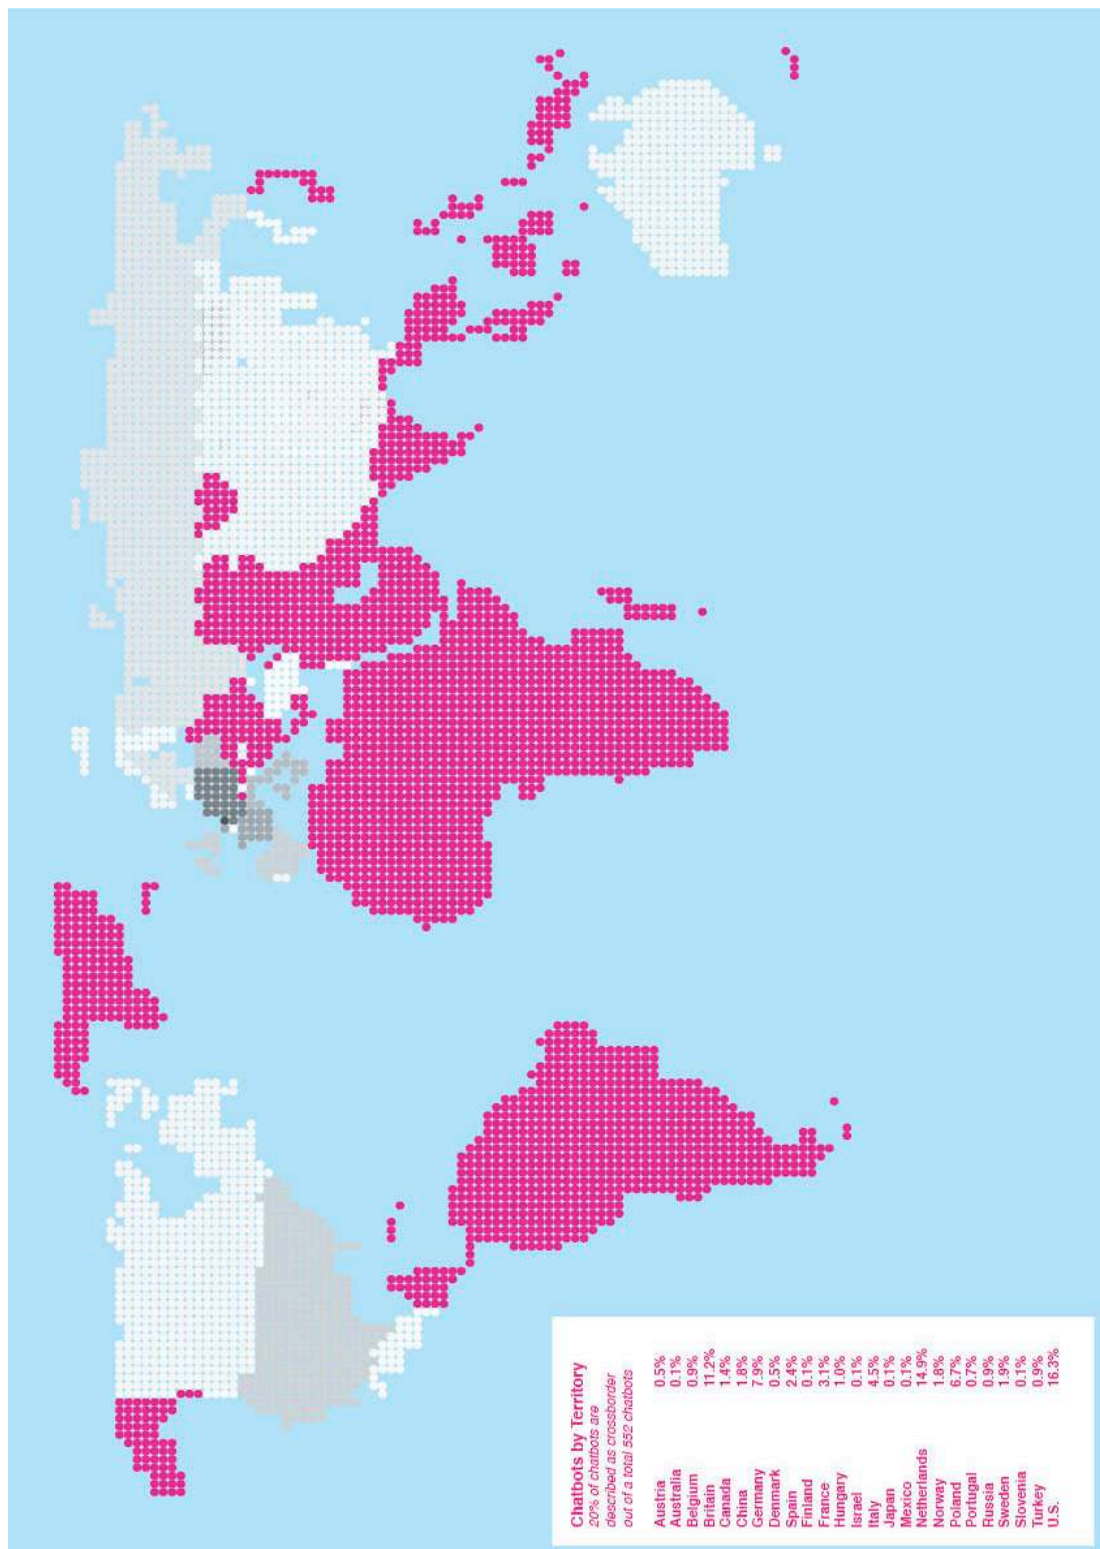 Chatbots by Territory
20% of chatbots are
described as crossborder
out of a total 552 chatbots
Austria 0.5%
Australia 0.1%
Belgium 0.9%
Britain 11.2%
Canada 1.4%
China 1.8%
Germany 7.9%
Denmark 0.5%
Spain 2.4%
Finland 0.1%
France 3.1%
Hungary 1.0%
Israel 0.1%
Italy 4.5%
Japan 0.1%
Mexico 0.1%
Netherlands 14.9%
Norway 1.8%
Poland 6.7%
Portugal 0.7%
Russia 0.9%
Sweden 1.9%
Slovenia 0.1%
Turkey 0.9%
U.S. 16.3%